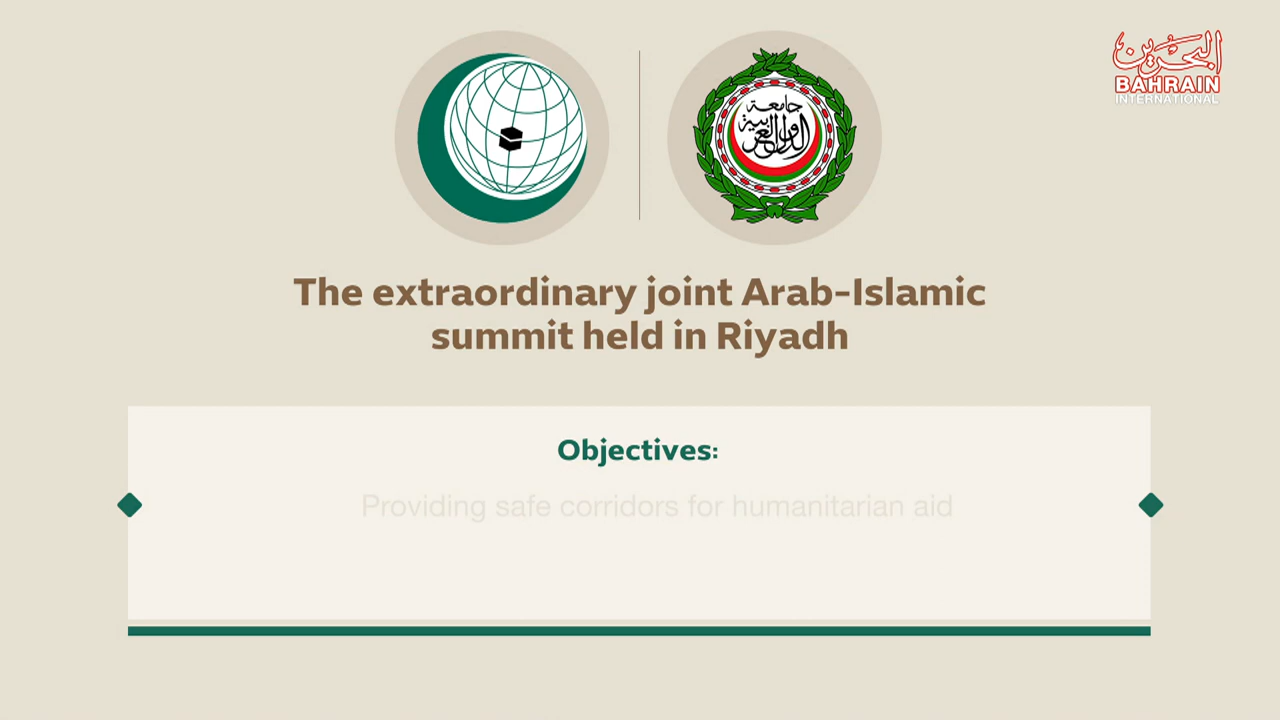 جامعة
الدول العربية
البحرين
BAHRAIN
INTERNATIONAL
The extraordinary joint Arab-Islamic
summit held in Riyadh
Objectives:
Providing safe corridors for humanitarian aid